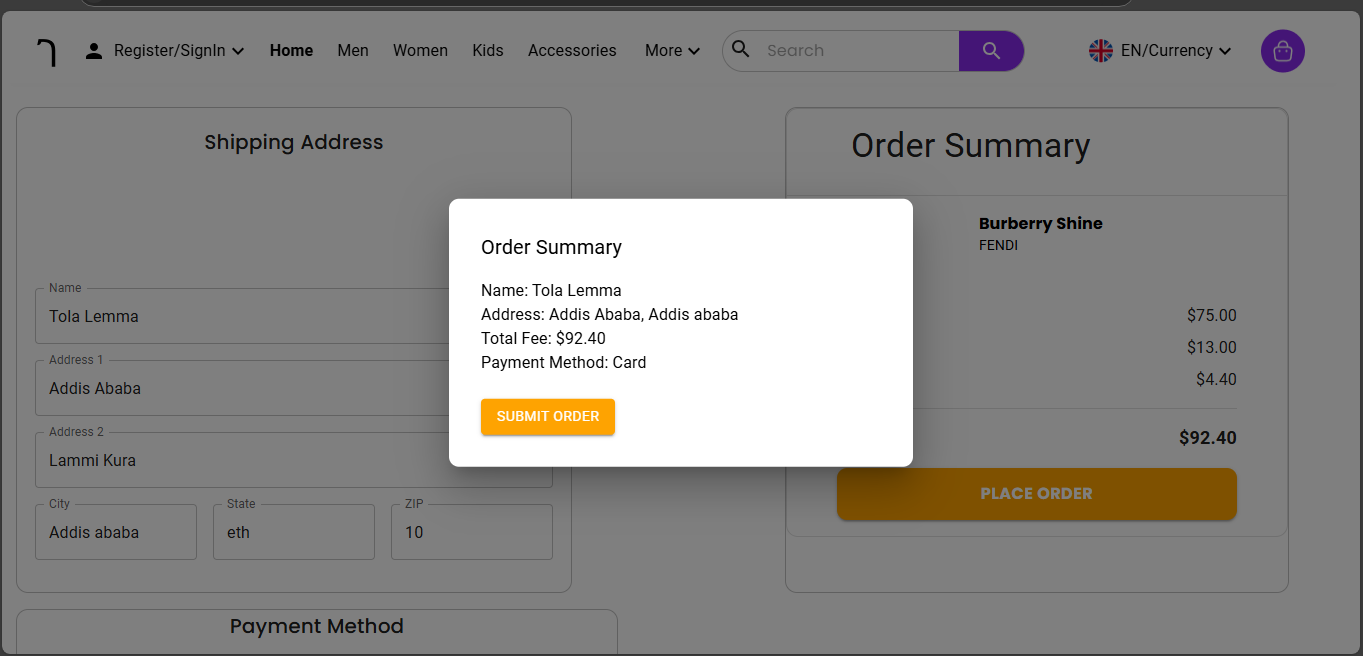 Register/SignIn
Home
Men
Women
Kids
Accessories
More
Search
EN/Currency
Shipping Address
Name
Tola Lemma
Address 1
Addis Ababa
Address 2
Lammi Kura
City
Addis ababa
State
eth
ZIP
10
Payment Method
Order Summary
Burberry Shine
FENDI
$75.00
$13.00
$4.40
$92.40
PLACE ORDER
Order Summary
Name: Tola Lemma
Address: Addis Ababa, Addis ababa
Total Fee: $92.40
Payment Method: Card
SUBMIT ORDER